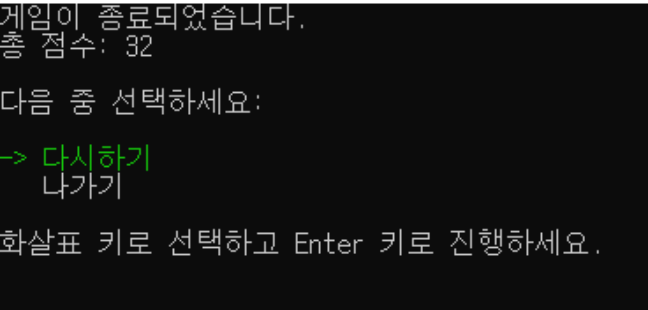 게임이 종료되었습니다.
총 점수: 32
다음 중 선택하세요:
-> 다시하기
나가기
화살표 키로 선택하고 Enter 키로 진행하세요.